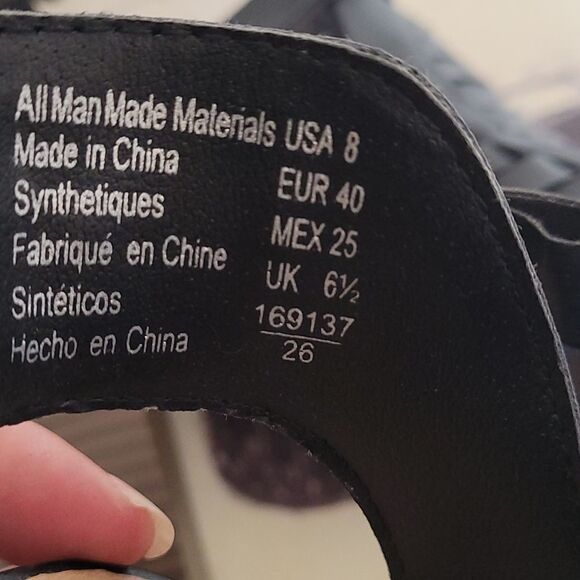 All Man Made Materials USA 8
Made in China EUR 40
Synthetiques MEX 25
Fabriqué en Chine UK 6½
Sintéticos 169137
Hecho en China 26